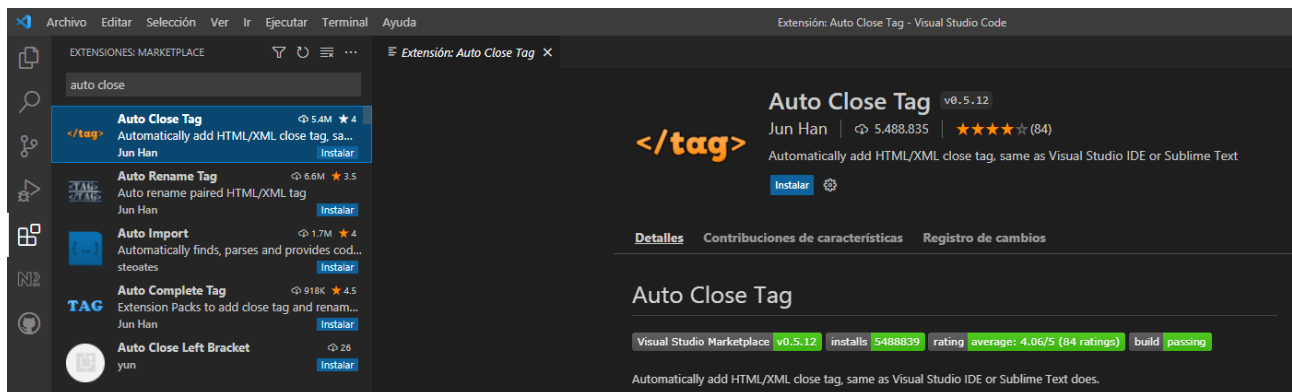 Archivo Editar Selección Ver Ir Ejecutar Terminal Ayuda
Extensión: Auto Close Tag - Visual Studio Code
EXTENSIONES: MARKETPLACE
auto close
</tag>
Auto Close Tag 5.4M ★ 4
Automatically add HTML/XML close tag, sa...
Jun Han Instalar
Auto Rename Tag 6.6M ★ 3.5
Auto rename paired HTML/XML tag
Jun Han Instalar
Auto Import 1.7M ★ 4
Automatically finds, parses and provides cod...
steoates Instalar
TAG
Auto Complete Tag 918K ★ 4.5
Extension Packs to add close tag and renam...
Jun Han Instalar
Auto Close Left Bracket 26
yun Instalar
Extensión: Auto Close Tag
</tag>
Auto Close Tag v0.5.12
Jun Han 5.488.835 ★★★★☆ (84)
Automatically add HTML/XML close tag, same as Visual Studio IDE or Sublime Text
Instalar
Detalles Contribuciones de características Registro de cambios
Auto Close Tag
Visual Studio Marketplace v0.5.12 installs 5488839 rating average: 4.06/5 (84 ratings) build passing
Automatically add HTML/XML close tag, same as Visual Studio IDE or Sublime Text does.